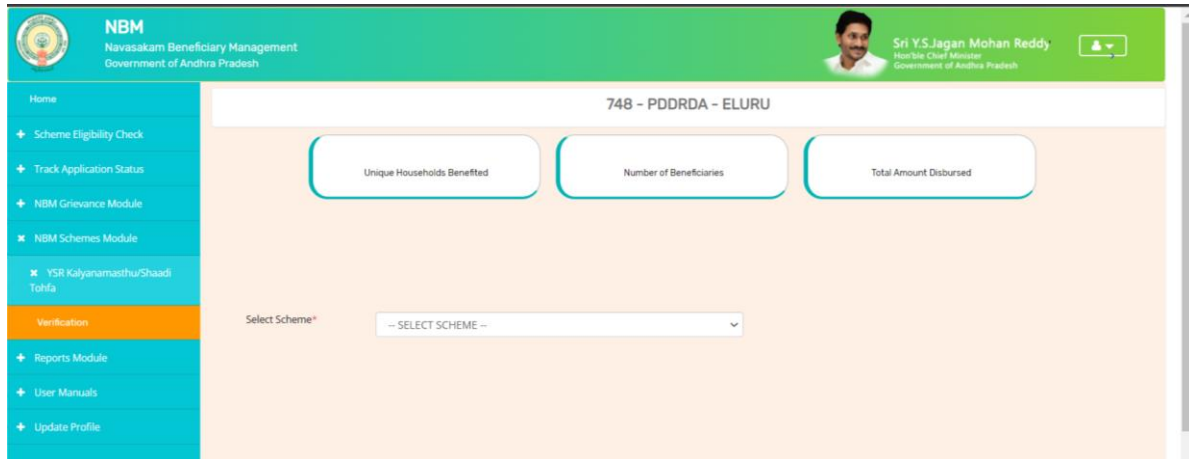 NBM
Navasakam Beneficiary Management
Government of Andhra Pradesh
Sri Y.S.Jagan Mohan Reddy
Hon'ble Chief Minister
Government of Andhra Pradesh
Home
Scheme Eligibility Check
Track Application Status
NBM Grievance Module
NBM Schemes Module
YSR Kalyanamasthu/Shaadi
Tohfa
Verification
Reports Module
User Manuals
Update Profile
748 - PDDRDA - ELURU
Unique Households Benefited
Number of Beneficiaries
Total Amount Disbursed
Select Scheme*
-- SELECT SCHEME --